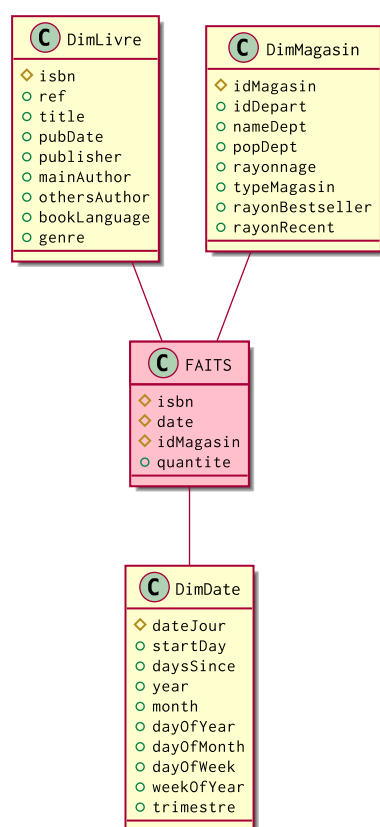 C DimLivre
isbn
ref
title
pubDate
publisher
mainAuthor
othersAuthor
bookLanguage
genre
C DimMagasin
idMagasin
idDepart
nameDept
popDept
rayonnage
typeMagasin
rayonBestseller
rayonRecent
C FAITS
isbn
date
idMagasin
quantite
C DimDate
dateJour
startDay
daysSince
year
month
dayOfYear
dayOfMonth
dayOfWeek
weekOfYear
trimestre